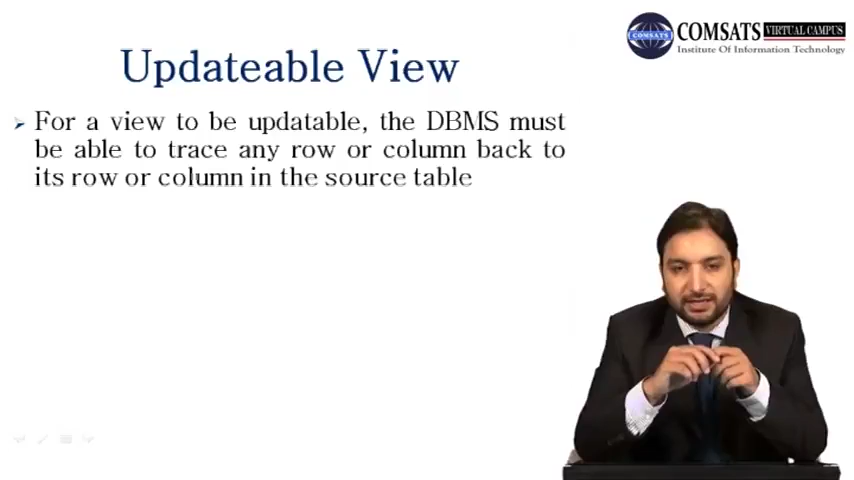 COMSATS VIRTUAL CAMPUS
COMSATS
Institute Of Information Technology
Updateable View
For a view to be updatable, the DBMS must
be able to trace any row or column back to
its row or column in the source table